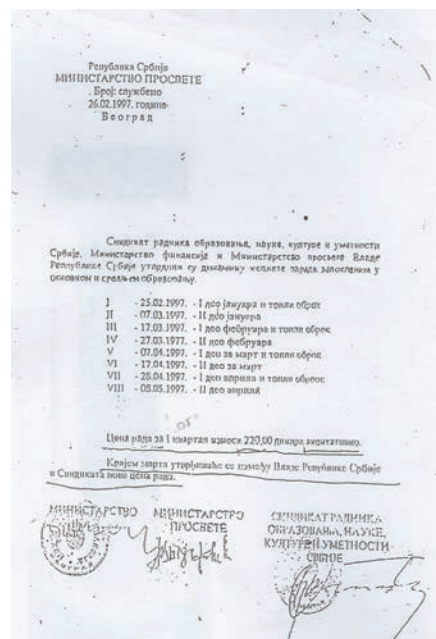 Република Србија
МИНИСТАРСТВО ПРОСВЕТЕ
Број: службено
26.02.1997. године
Београд
Синдикат радника образовања, науке, културе и уметности
Србије, Министарство финансија и Министарство просвете Владе
Републике Србије утврдили су динамику исплате зарада запосленим у
основном и средњем образовању.
I - 25.02.1997. - I део јануара и топли оброк
II - 07.03.1997. - II део јануара
III - 17.03.1997. - I део фебруара и топли оброк
IV - 27.03.1977. - II део фебруара
V - 07.04.1997. - I део за март и топли оброк
VI - 17.04.1997. - II део за март
VII - 28.04.1997. - I део априла и топли оброк
VIII - 08.05.1997. - II део априла
Цена рада за I квартал износи 220,00 динара аконтативно.
Крајем марта утврђиваће се између Владе Републике Србије
и Синдиката нова цена рада.
МИНИСТАРСТВО
МИНИСТАРСТВО
ПРОСВЕТЕ
СИНДИКАТ РАДНИКА
ОБРАЗОВАЊА, НАУКЕ,
КУЛТУРЕ И УМЕТНОСТИ
СРБИЈЕ